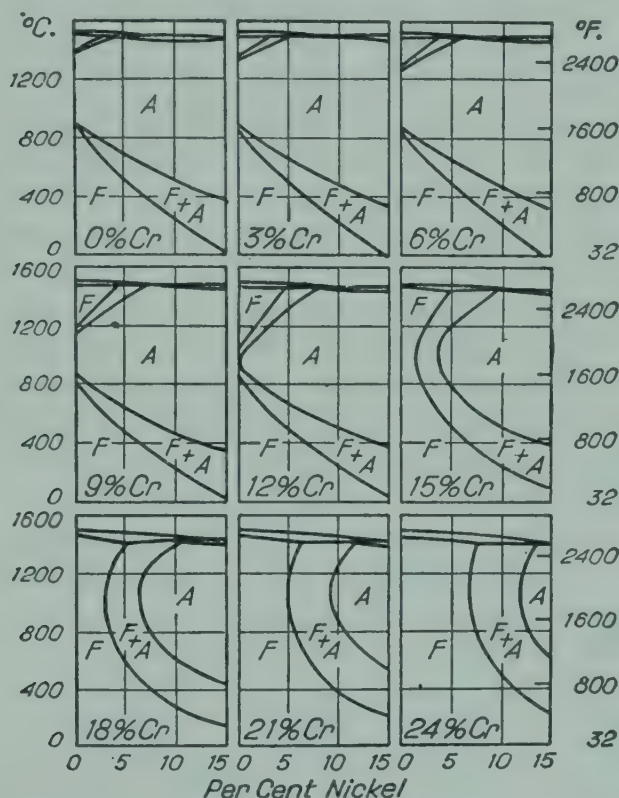 °C. °F.
1200 A A A 2400
800 1600
400 F F+A F F+A F F+A 800
0 0%Cr 3%Cr 6%Cr 32
1600
1200 F A F A F A 2400
800 1600
400 F F+A F F+A F F+A 800
0 9%Cr 12%Cr 15%Cr 32
1600
1200 A A A 2400
800 F F+A F F+A F F+A 1600
400 800
0 18%Cr 21%Cr 24%Cr 32
0 5 10 15 0 5 10 15 0 5 10 15
Per Cent Nickel